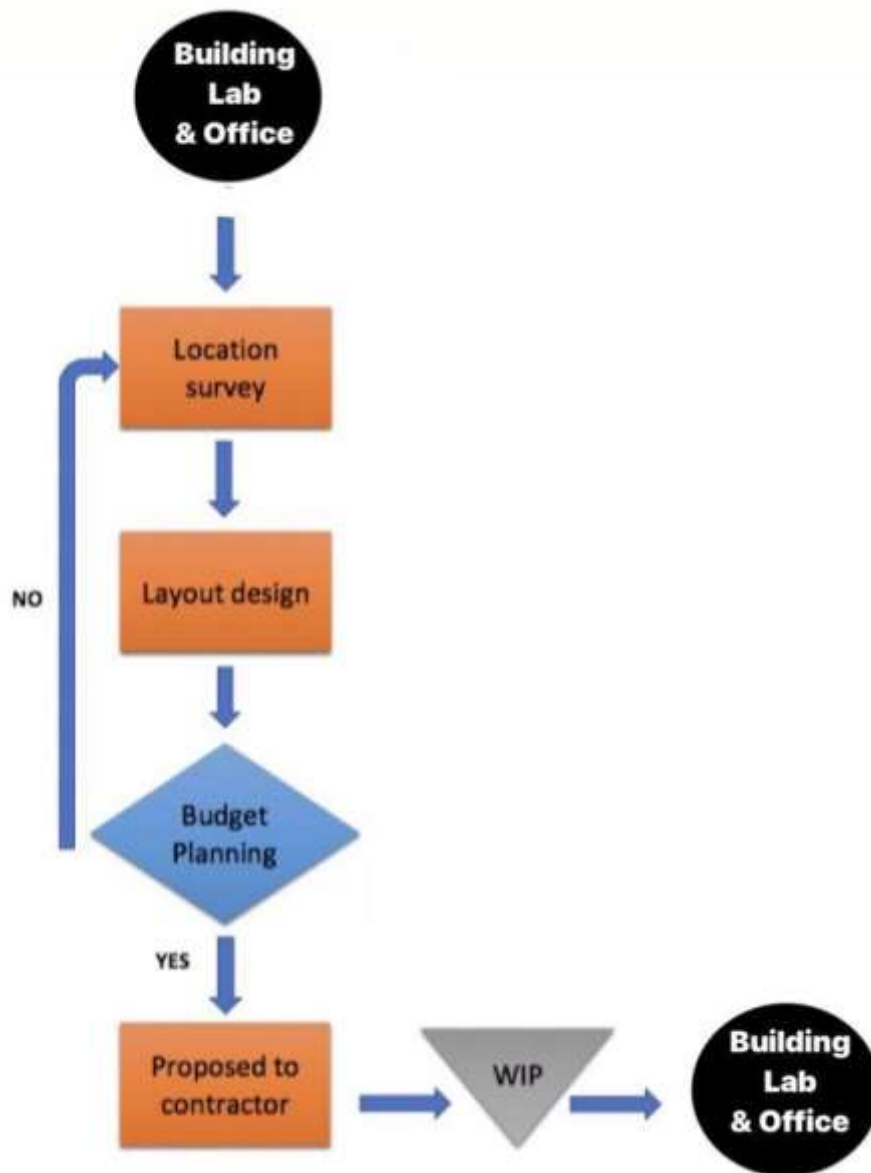 Building
Lab
& Office
Location
survey
Layout design
NO
Budget
Planning
YES
Proposed to
contractor
WIP
Building
Lab
& Office